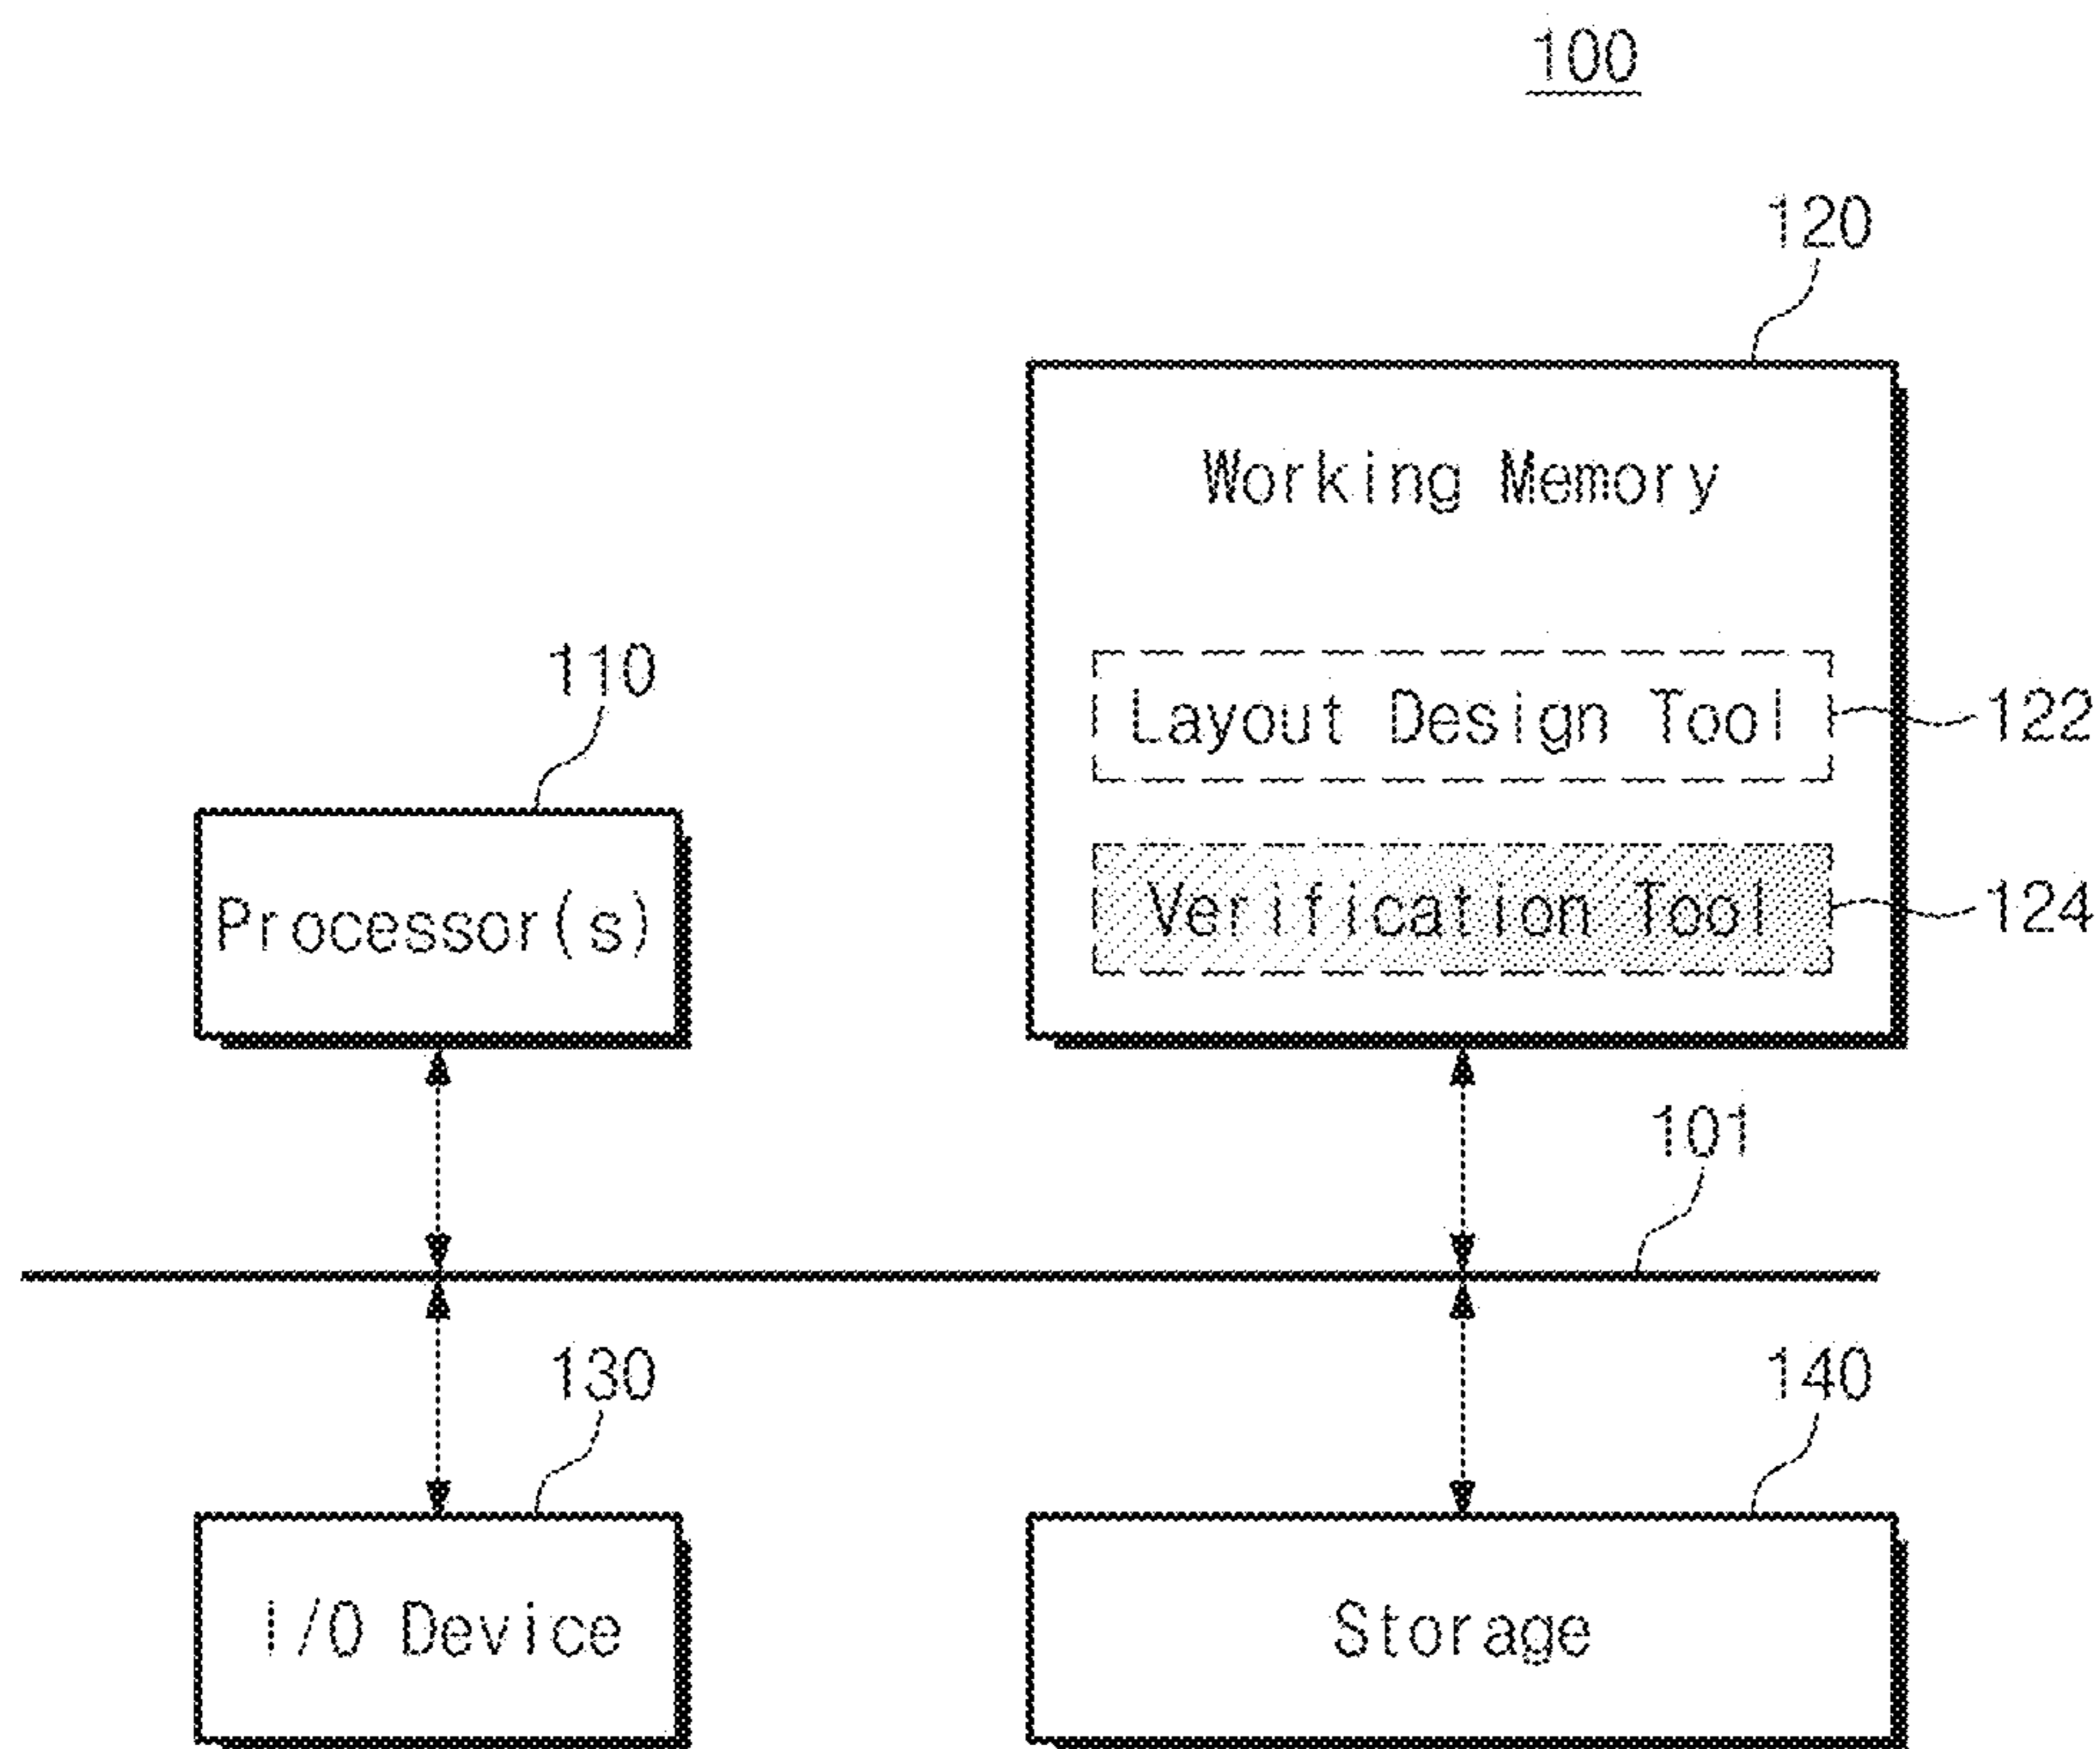 100
120
Working Memory
110
Layout Design Tool
122
Processor(s)
Verification Tool
124
101
130
140
I/O Device
Storage